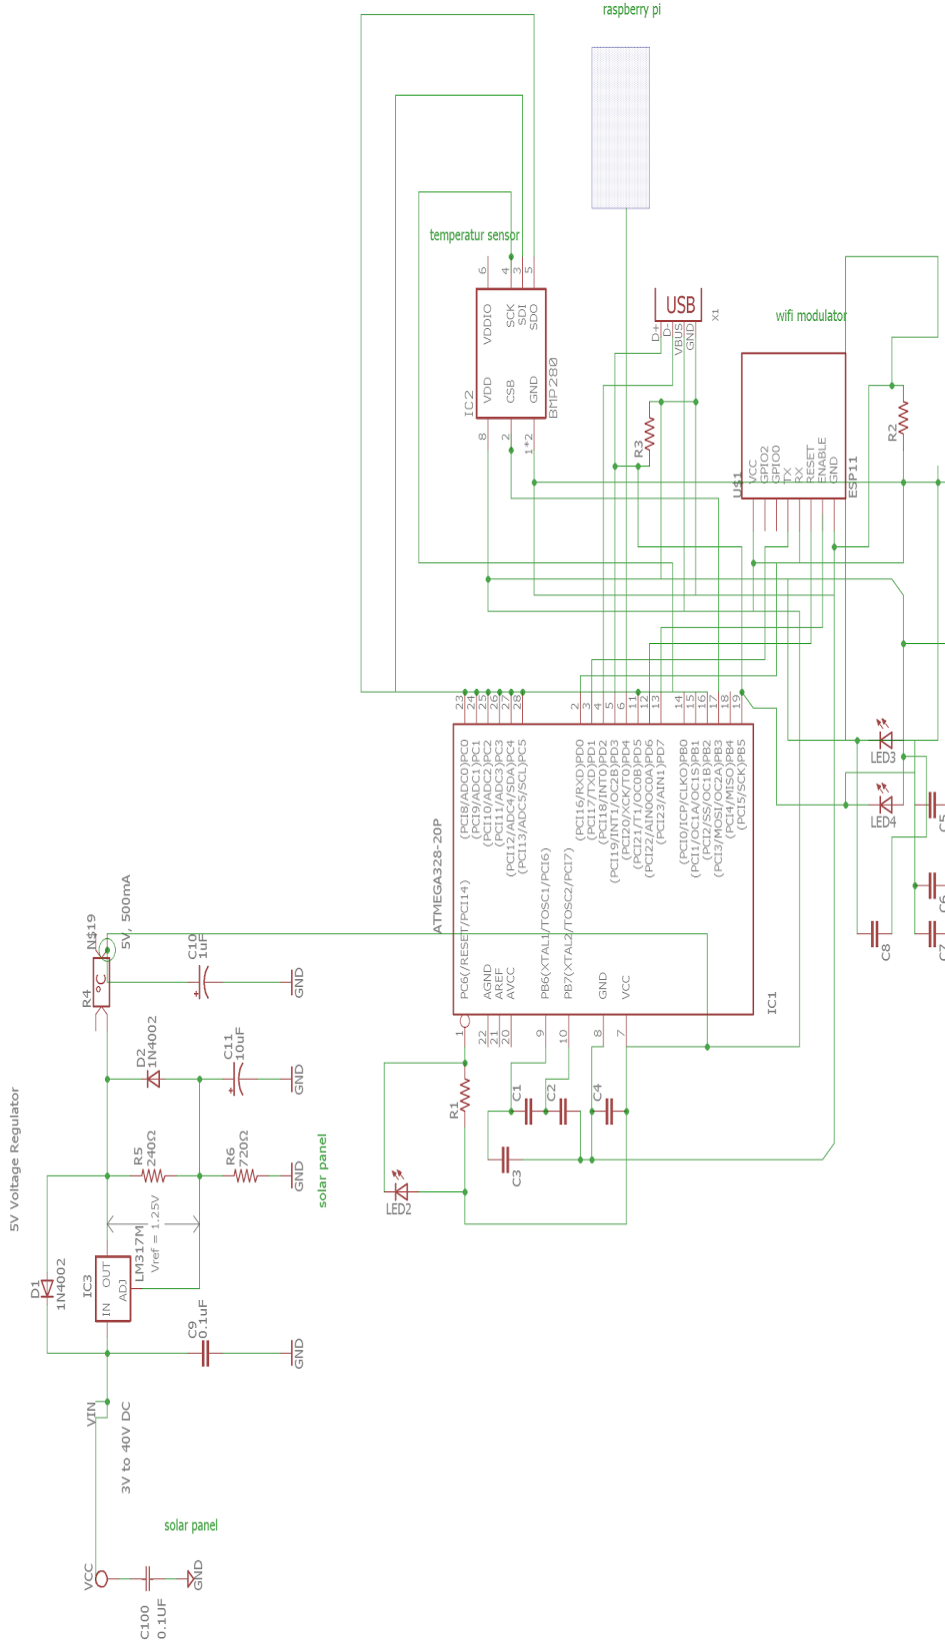 raspberry pi
temperatur sensor
6
4
3
5
VDDIO
SCK
SDI
SDO
VDD
CSB
GND
IC2
BMP280
8
2
1*2
USB
X1
D+
D-
VBUS
GND
R3
wifi modulator
U$1
VCC
GPIO2
GPIO0
TX
RX
RESET
ENABLE
GND
ESP11
R2
23
24
25
26
27
28
2
3
4
5
6
11
12
13
14
15
16
17
18
19
(PCI8/ADC0)PC0
(PCI9/ADC1)PC1
(PCI10/ADC2)PC2
(PCI11/ADC3)PC3
(PCI12/ADC4/SDA)PC4
(PCI13/ADC5/SCL)PC5
(PCI16/RXD)PD0
(PCI17/TXD)PD1
(PCI18/INT0)PD2
(PCI19/INT1/OC2B)PD3
(PCI20/XCK/T0)PD4
(PCI21/T1/OC0B)PD5
(PCI22/AIN0OC0A)PD6
(PCI23/AIN1)PD7
(PCI0/ICP/CLKO)PB0
(PCI1/OC1A/OC1S)PB1
(PCI2/SS/OC1B)PB2
(PCI3/MOSI/OC2A)PB3
(PCI4/MISO)PB4
(PCI5/SCK)PB5
ATMEGA328-20P
PC6(/RESET/PCI14)
AGND
AREF
AVCC
PB6(XTAL1/TOSC1/PCI6)
PB7(XTAL2/TOSC2/PCI7)
GND
VCC
IC1
1
22
21
20
9
10
8
7
LED3
LED4
C5
C6
C7
C8
R1
C1
C2
C4
C3
LED2
N$19
5V, 500mA
R4
°C
C10
1uF
GND
D2
1N4002
C11
10uF
GND
5V Voltage Regulator
R5
240Ω
R6
720Ω
GND
solar panel
Vref = 1.25V
LM317M
IC3
OUT
IN
ADJ
D1
1N4002
C9
0.1uF
GND
VIN
3V to 40V DC
solar panel
VCC
C100
0.1UF
GND